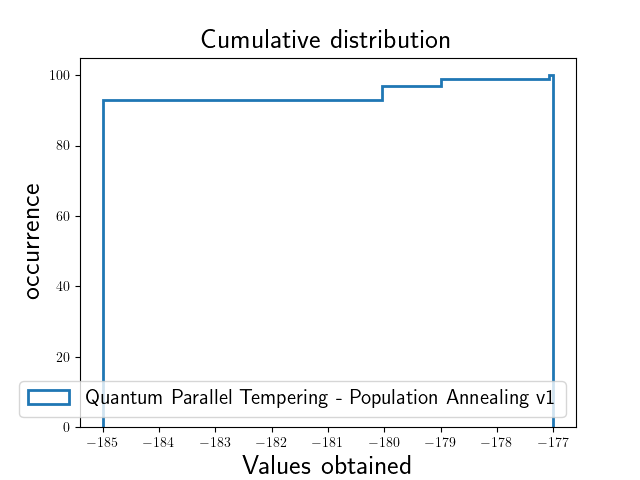 Cumulative distribution
occurrence
100
80
60
40
20
0
Quantum Parallel Tempering - Population Annealing v1
−185 −184 −183 −182 −181 −180 −179 −178 −177
Values obtained